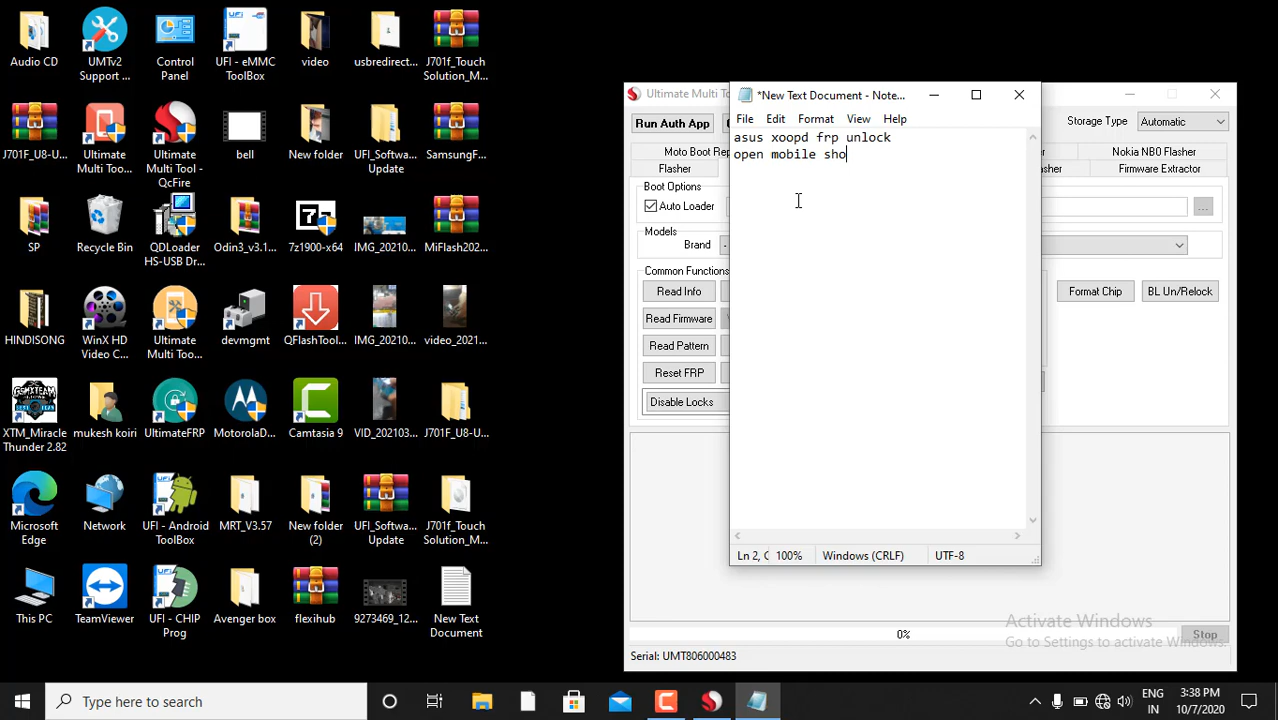 Audio CD
UMTv2
Support ...
Control
Panel
UFI - eMMC
ToolBox
video
usbredirect...
J701f_Touch
Solution_M...
J701F_U8-U...
Ultimate
Multi Tool ...
Ultimate
Multi Tool -
QcFire
bell
New folder
UFI_Softwa...
Update
SamsungF...
SP
Recycle Bin
QDLoader
HS-USB Dr...
Odin3_v3.1...
7z1900-x64
IMG_20210...
MiFlash202...
HINDISONG
WinX HD
Video C...
Ultimate
Multi Too...
devmgmt
QFlashTool...
IMG_20210...
video_2021...
XTM_Miracle
Thunder 2.82
mukesh koiri
UltimateFRP
MotorolaD...
Camtasia 9
VID_202103...
J701F_U8-U...
Microsoft
Edge
Network
UFI - Android
ToolBox
MRT_V3.57
New folder
(2)
UFI_Softwa...
Update
J701f_Touch
Solution_M...
This PC
TeamViewer
UFI - CHIP
Prog
Avenger box
flexihub
9273469_12...
New Text
Document
Ultimate Multi To
Run Auth App
Storage Type
Automatic
Moto Boot Rep
Nokia NB0 Flasher
Flasher
asher
Firmware Extractor
Boot Options
Auto Loader
...
Models
Brand
Common Functions
Read Info
Format Chip
BL Un/Relock
Read Firmware
Read Pattern
Reset FRP
Disable Locks
0%
Stop
Serial: UMT806000483
*New Text Document - Note...
File
Edit
Format
View
Help
asus xoopd frp unlock
open mobile sho
Ln 2, C
100%
Windows (CRLF)
UTF-8
Activate Windows
Go to Settings to activate Windows.
Type here to search
ENG
IN
3:38 PM
10/7/2020